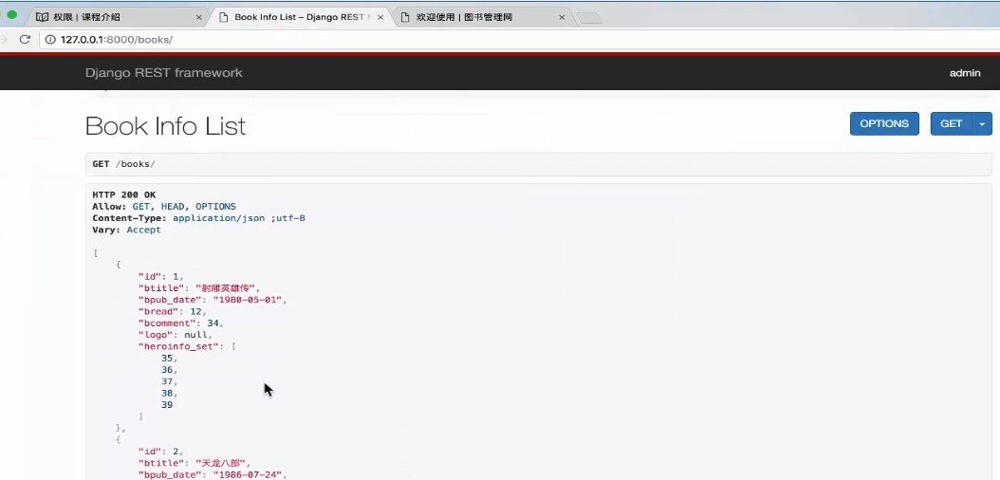 权限 | 课程介绍
Book Info List – Django REST f
欢迎使用 | 图书管理网
127.0.0.1:8000/books/
Django REST framework
admin
Book Info List
OPTIONS
GET
GET /books/
HTTP 200 OK
Allow: GET, HEAD, OPTIONS
Content-Type: application/json ;utf-8
Vary: Accept
[
{
"id": 1,
"btitle": "射雕英雄传",
"bpub_date": "1980-05-01",
"bread": 12,
"bcomment": 34,
"logo": null,
"heroinfo_set": [
35,
36,
37,
38,
39
]
},
{
"id": 2,
"btitle": "天龙八部",
"bpub_date": "1986-07-24",